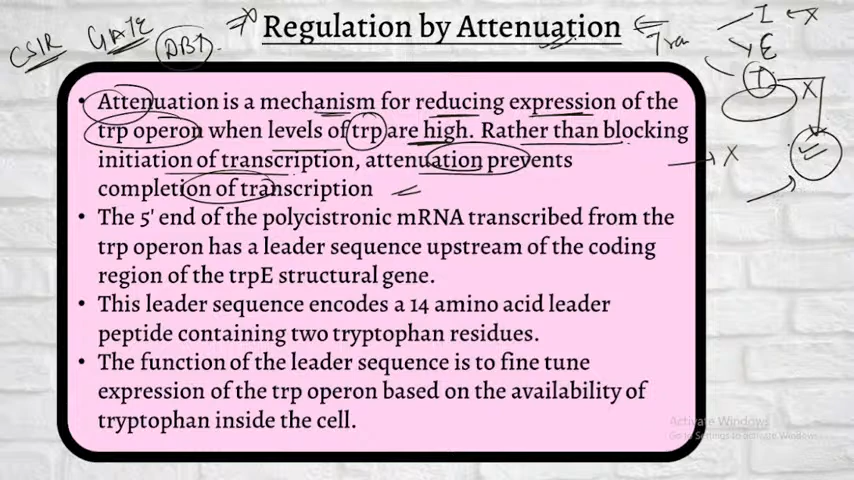 CSIR GATE DBT Regulation by Attenuation Tra
I X
E
I X
• Attenuation is a mechanism for reducing expression of the
trp operon when levels of trp are high. Rather than blocking
initiation of transcription, attenuation prevents
X
completion of transcription
• The 5' end of the polycistronic mRNA transcribed from the
trp operon has a leader sequence upstream of the coding
region of the trpE structural gene.
• This leader sequence encodes a 14 amino acid leader
peptide containing two tryptophan residues.
• The function of the leader sequence is to fine tune
expression of the trp operon based on the availability of
tryptophan inside the cell.
Activate Windows
Go to Settings to activate Windows.